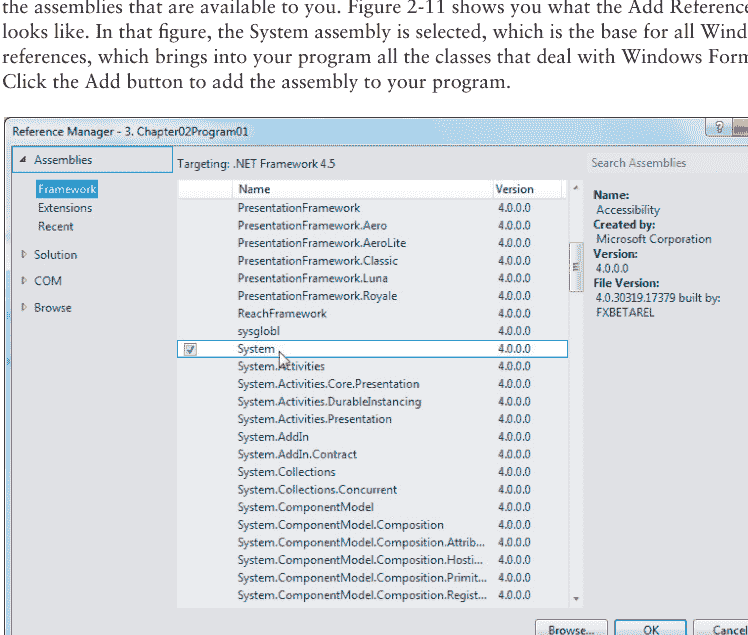 the assemblies that are available to you. Figure 2-11 shows you what the Add Reference
looks like. In that figure, the System assembly is selected, which is the base for all Wind
references, which brings into your program all the classes that deal with Windows Form
Click the Add button to add the assembly to your program.
Reference Manager - 3. Chapter02Program01
?
Assemblies
Framework
Extensions
Recent
Solution
COM
Browse
Targeting: .NET Framework 4.5
Name Version
PresentationFramework 4.0.0.0
PresentationFramework.Aero 4.0.0.0
PresentationFramework.AeroLite 4.0.0.0
PresentationFramework.Classic 4.0.0.0
PresentationFramework.Luna 4.0.0.0
PresentationFramework.Royale 4.0.0.0
ReachFramework 4.0.0.0
sysglobl 4.0.0.0
System 4.0.0.0
System.Activities 4.0.0.0
System.Activities.Core.Presentation 4.0.0.0
System.Activities.DurableInstancing 4.0.0.0
System.Activities.Presentation 4.0.0.0
System.AddIn 4.0.0.0
System.AddIn.Contract 4.0.0.0
System.Collections 4.0.0.0
System.Collections.Concurrent 4.0.0.0
System.ComponentModel 4.0.0.0
System.ComponentModel.Composition 4.0.0.0
System.ComponentModel.Composition.Attrib... 4.0.0.0
System.ComponentModel.Composition.Hosti... 4.0.0.0
System.ComponentModel.Composition.Primit... 4.0.0.0
System.ComponentModel.Composition.Regist... 4.0.0.0
Search Assemblies
Name:
Accessibility
Created by:
Microsoft Corporation
Version:
4.0.0.0
File Version:
4.0.30319.17379 built by:
FXBETAREL
Browse... OK Cancel